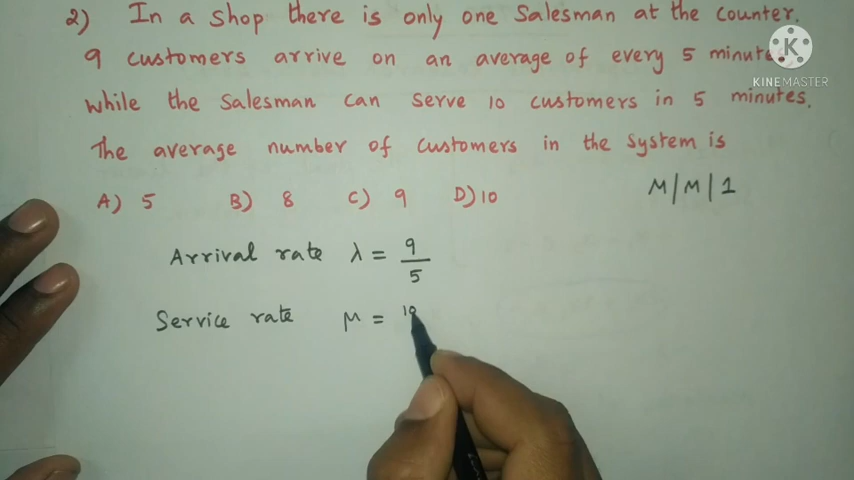 2) In a shop there is only one Salesman at the counter.
9 customers arrive on an average of every 5 minutes
while the salesman can serve 10 customers in 5 minutes.
The average number of customers in the System is
A) 5 B) 8 C) 9 D) 10
M/M/1
Arrival rate λ = 9/5
Service rate μ = 10
K
KINEMASTER